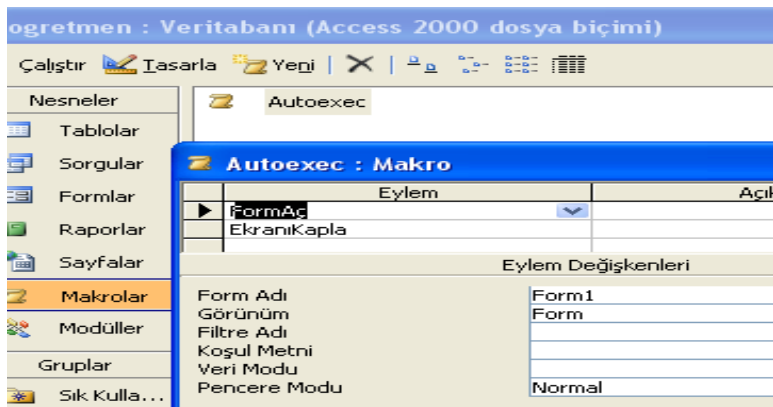 ogretmen : Veritabanı (Access 2000 dosya biçimi)
Çalıştır Tasarla Yeni
Nesneler
Autoexec
Tablolar
Sorgular
Autoexec : Makro
Formlar
Eylem
Açık
FormAç
Raporlar
EkranıKapla
Sayfalar
Eylem Değişkenleri
Makrolar
Form Adı Form1
Görünüm Form
Filtre Adı
Modüller
Koşul Metni
Veri Modu
Gruplar
Pencere Modu Normal
Sık Kulla...